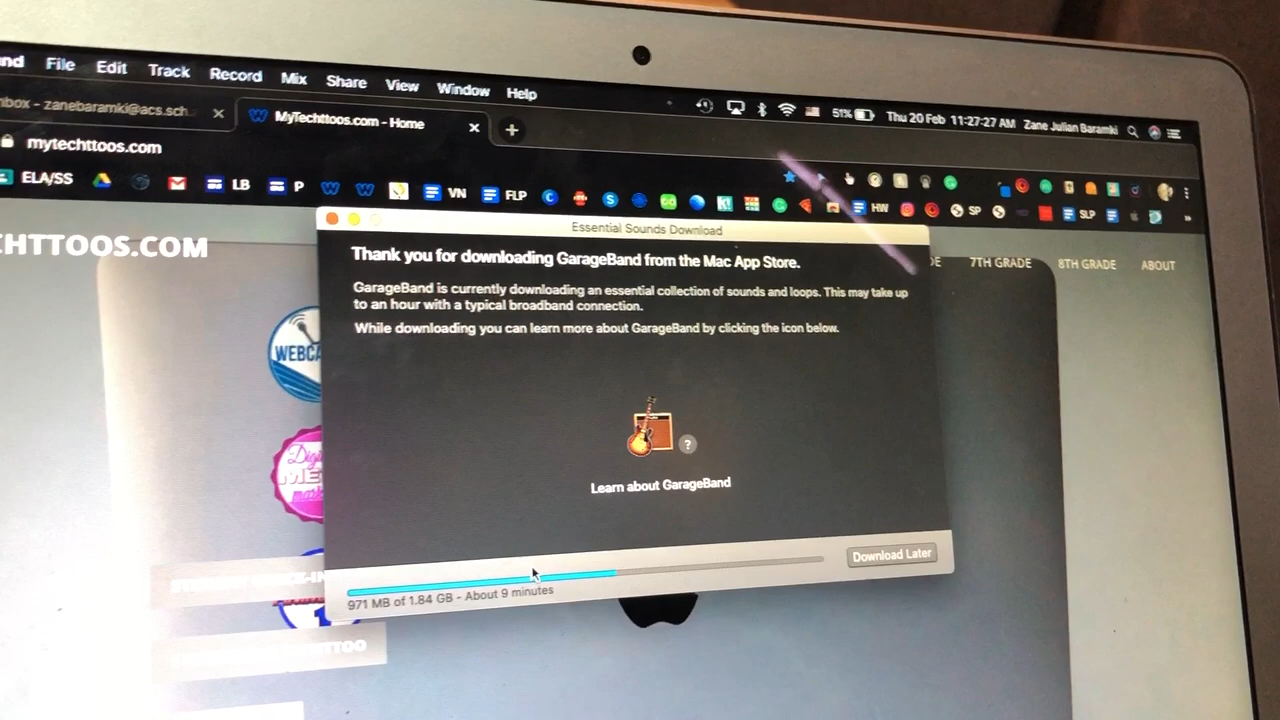 File Edit Track Record Mix Share View Window Help
51% Thu 20 Feb 11:27:27 AM Zane Julian Baramki
zanebaramki@acs.sch
MyTechttoos.com - Home
mytechttoos.com
ELA/SS LB P VN FLP HW SP SLP
Essential Sounds Download
CHTTOOS.COM
7TH GRADE 8TH GRADE ABOUT
Thank you for downloading GarageBand from the Mac App Store.
GarageBand is currently downloading an essential collection of sounds and loops. This may take up
to an hour with a typical broadband connection.
While downloading you can learn more about GarageBand by clicking the icon below.
WEBCA
?
Learn about GarageBand
Download Later
971 MB of 1.84 GB - About 9 minutes